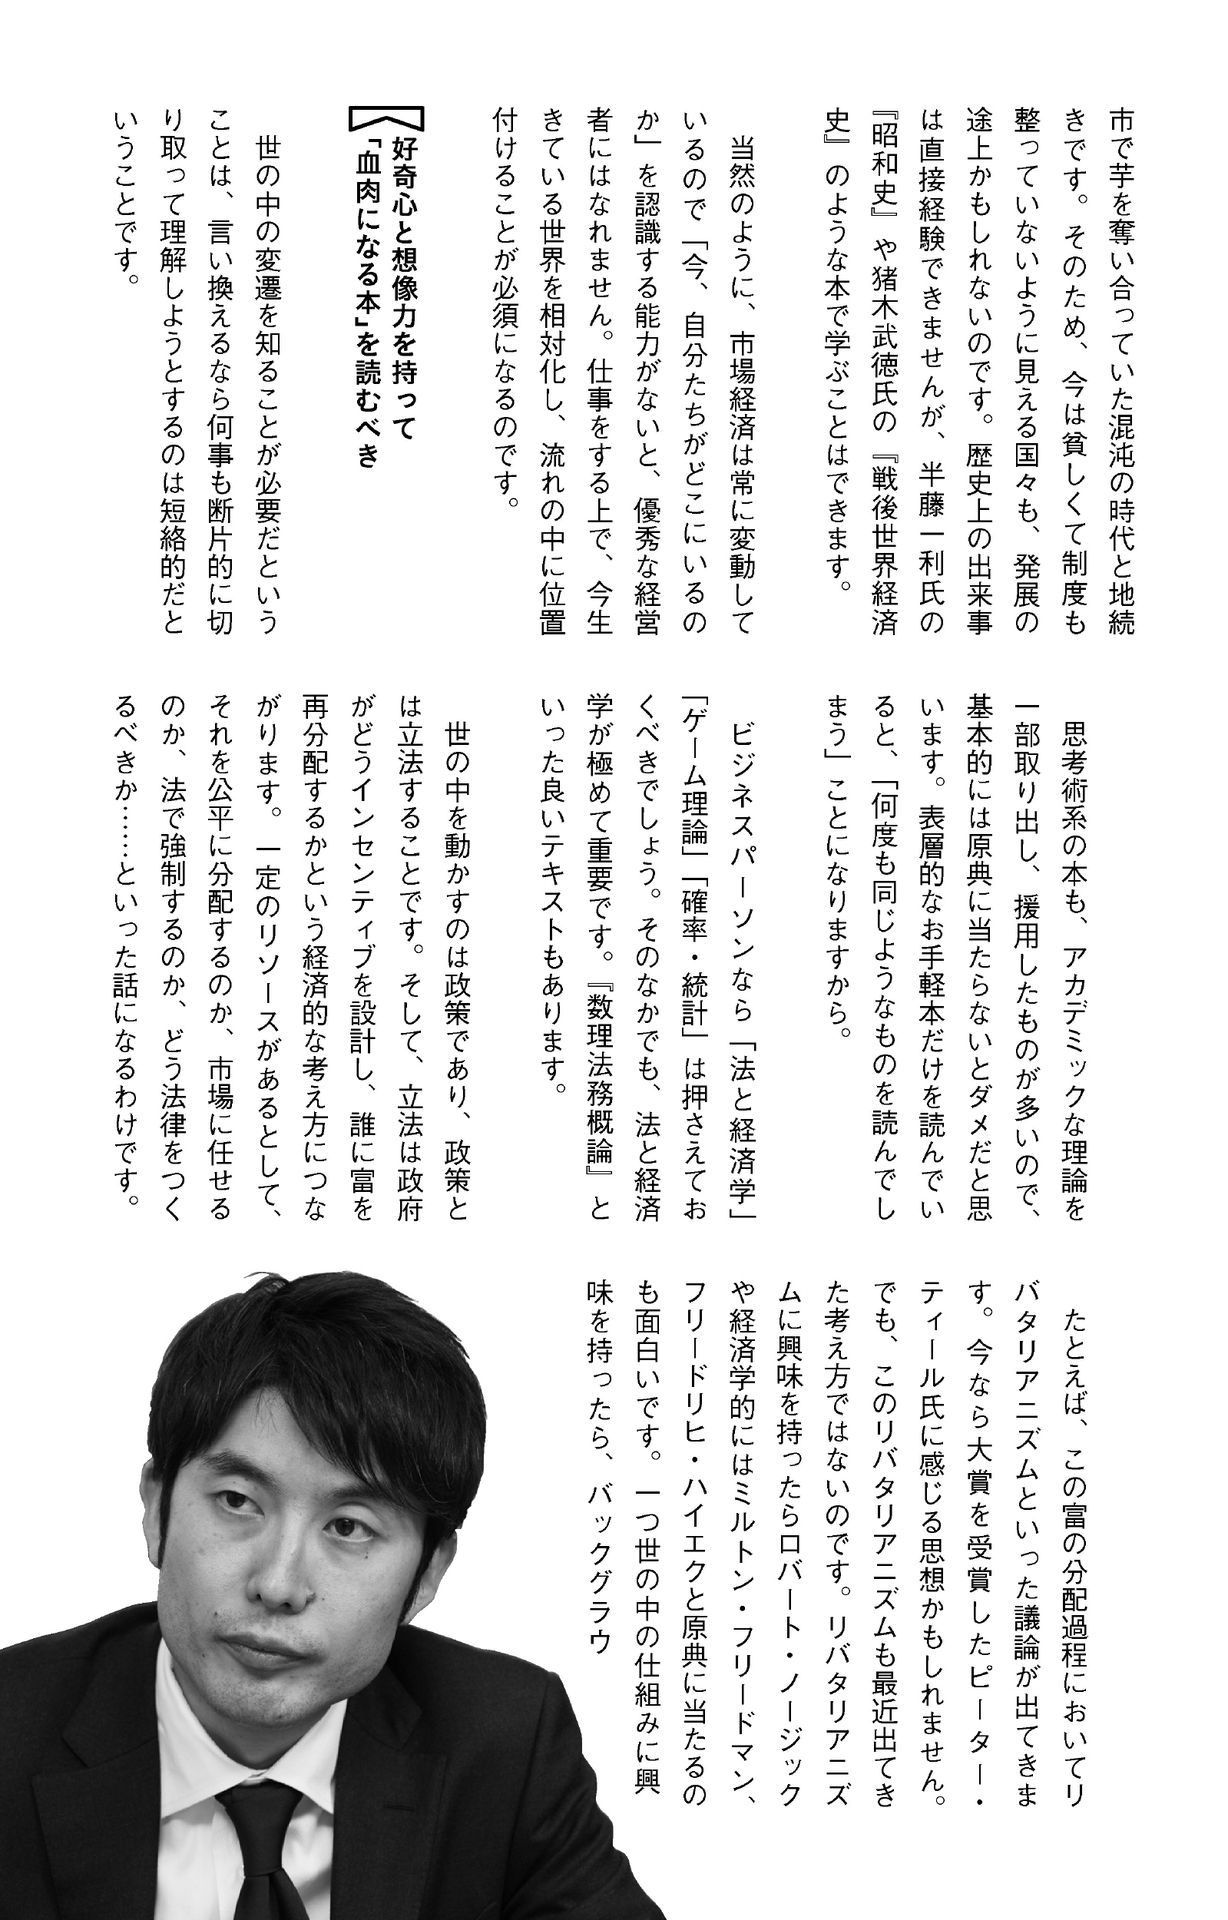 市で芋を奪い合っていた混沌の時代と地続
きです。そのため、今は貧しくて制度も
整っていないように見える国々も、発展の
途上かもしれないのです。歴史上の出来事
は直接経験できませんが、半藤一利氏の
『昭和史』や猪木武徳氏の『戦後世界経済
史』のような本で学ぶことはできます。
当然のように、市場経済は常に変動して
いるので「今、自分たちがどこにいるの
か」を認識する能力がないと、優秀な経営
者にはなれません。仕事をする上で、今生
きている世界を相対化し、流れの中に位置
付けることが必須になるのです。
好奇心と想像力を持って
「血肉になる本」を読むべき
世の中の変遷を知ることが必要だという
ことは、言い換えるなら何事も断片的に切
り取って理解しようとするのは短絡的だと
いうことです。
思考術系の本も、アカデミックな理論を
一部取り出し、援用したものが多いので、
基本的には原典に当たらないとダメだと思
います。表層的なお手軽本だけを読んでい
ると、「何度も同じようなものを読んでし
まう」ことになりますから。
ビジネスパーソンなら「法と経済学」
「ゲーム理論」「確率・統計」は押さえてお
くべきでしょう。そのなかでも、法と経済
学が極めて重要です。『数理法務概論』と
いった良いテキストもあります。
世の中を動かすのは政策であり、政策と
は立法することです。そして、立法は政府
がどうインセンティブを設計し、誰に富を
再分配するかという経済的な考え方につな
がります。一定のリソースがあるとして、
それを公平に分配するのか、市場に任せる
のか、法で強制するのか、どう法律をつく
るべきか……といった話になるわけです。
たとえば、この富の分配過程においてリ
バタリアニズムといった議論が出てきま
す。今なら大賞を受賞したピーター・
ティール氏に感じる思想かもしれません。
でも、このリバタリアニズムも最近出てき
た考え方ではないのです。リバタリアニズ
ムに興味を持ったらロバート・ノージック
や経済学的にはミルトン・フリードマン、
フリードリヒ・ハイエクと原典に当たるの
も面白いです。一つ世の中の仕組みに興
味を持ったら、バックグラウ